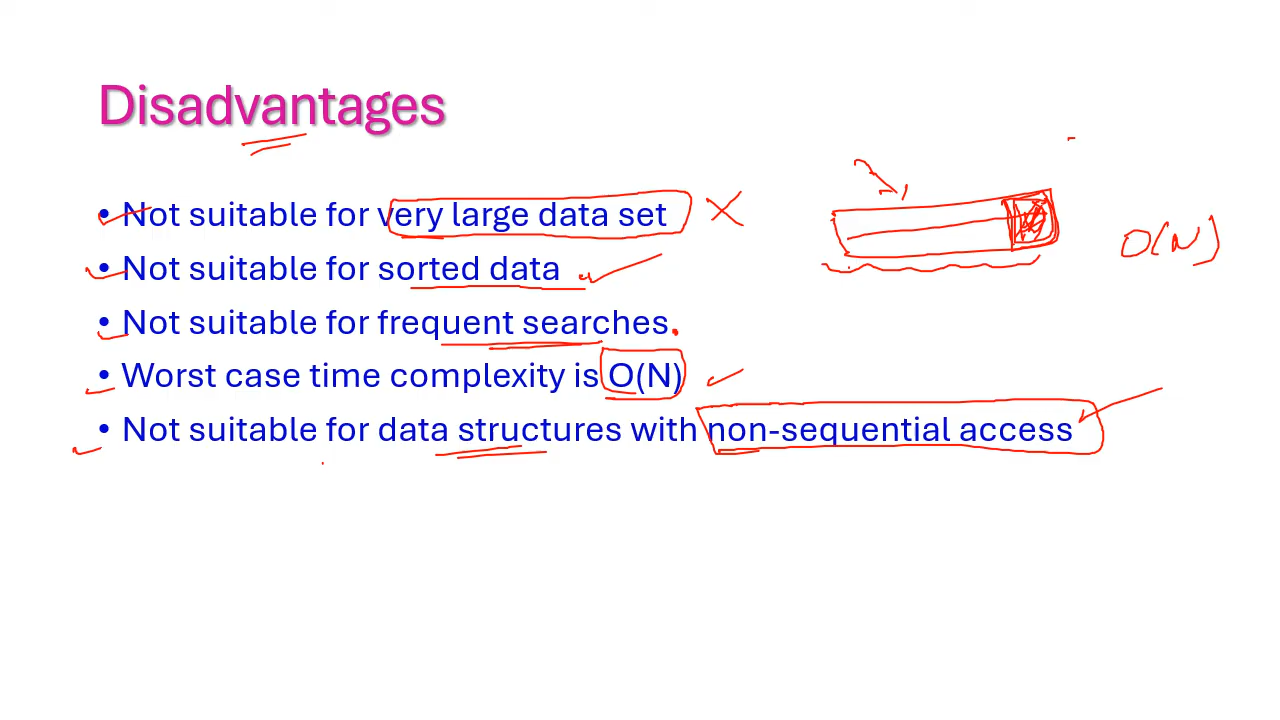 Disadvantages
• Not suitable for very large data set
• Not suitable for sorted data
• Not suitable for frequent searches.
• Worst case time complexity is O(N)
• Not suitable for data structures with non-sequential access
O(N)